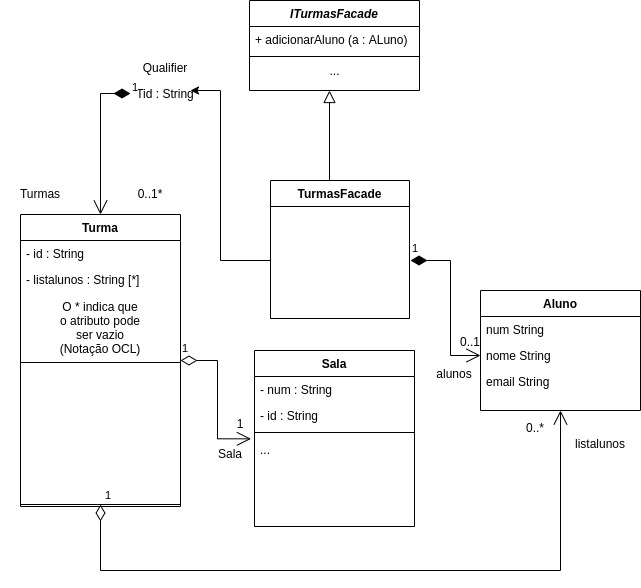 ITurmasFacade
+ adicionarAluno (a : ALuno)
...
Qualifier
1
Tid : String
Turmas
0..1*
TurmasFacade
1
Turma
- id : String
- listalunos : String [*]
O * indica que
o atributo pode
ser vazio
(Notação OCL)
Aluno
num String
nome String
email String
0..1
alunos
1
Sala
- num : String
- id : String
...
1
Sala
0..*
listalunos
1